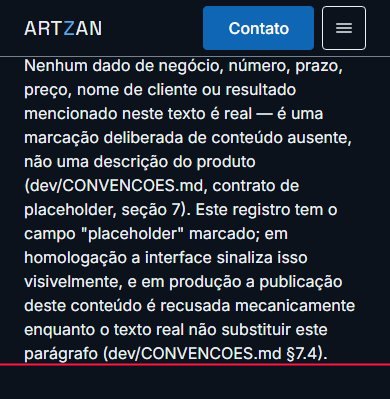 ARTZAN
Contato
Nenhum dado de negócio, número, prazo,
preço, nome de cliente ou resultado
mencionado neste texto é real — é uma
marcação deliberada de conteúdo ausente,
não uma descrição do produto
(dev/CONVENCOES.md, contrato de
placeholder, seção 7). Este registro tem o
campo "placeholder" marcado; em
homologação a interface sinaliza isso
visivelmente, e em produção a publicação
deste conteúdo é recusada mecanicamente
enquanto o texto real não substituir este
parágrafo (dev/CONVENCOES.md §7.4).